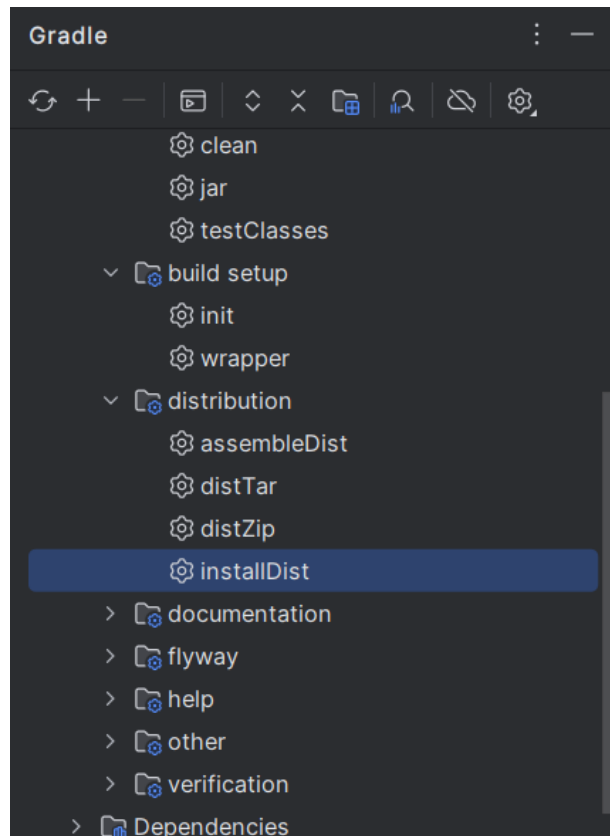 Gradle
clean
jar
testClasses
build setup
init
wrapper
distribution
assembleDist
distTar
distZip
installDist
documentation
flyway
help
other
verification
Dependencies